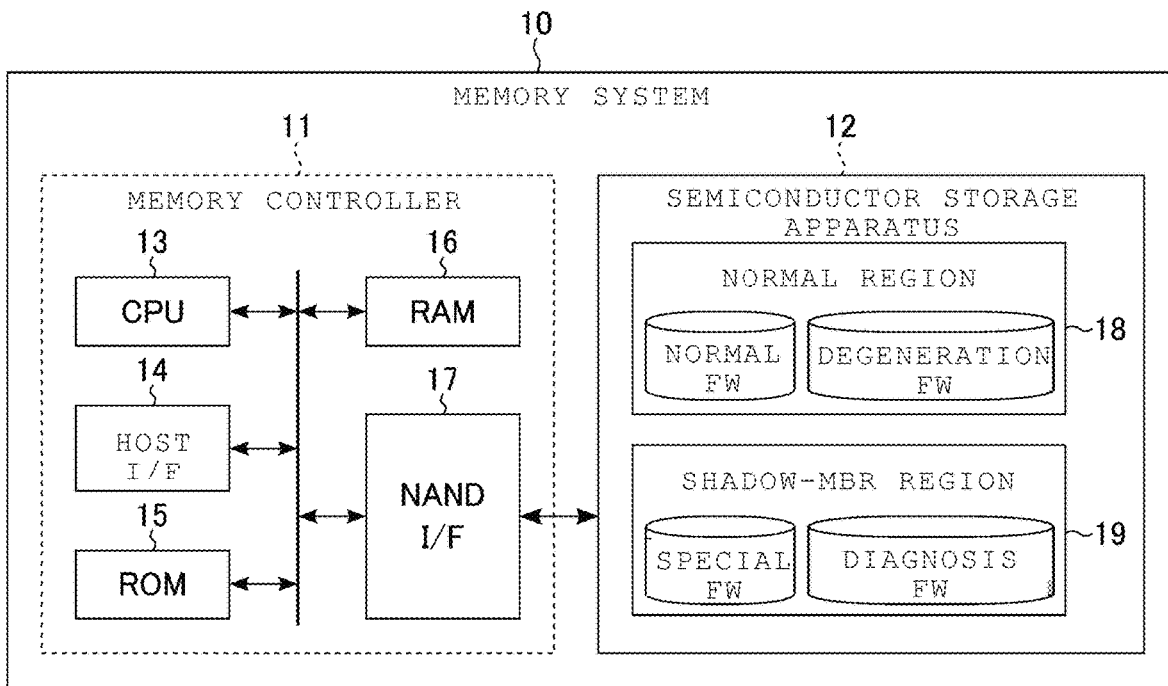 10
MEMORY SYSTEM
11
12
MEMORY CONTROLLER
13
CPU
16
RAM
14
HOST
I/F
17
NAND
I/F
15
ROM
SEMICONDUCTOR STORAGE
APPARATUS
NORMAL REGION
NORMAL
FW
DEGENERATION
FW
18
SHADOW-MBR REGION
SPECIAL
FW
DIAGNOSIS
FW
19